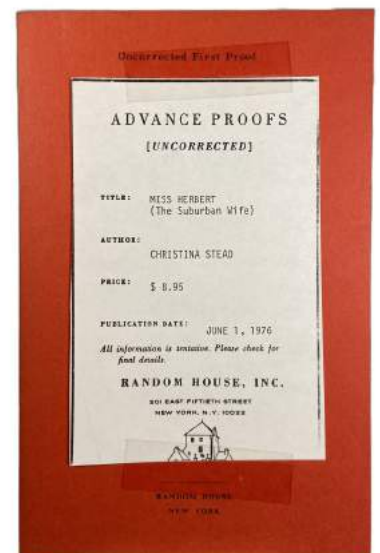 Uncorrected First Proof
ADVANCE PROOFS
[UNCORRECTED]
TITLE: MISS HERBERT
(The Suburban Wife)
AUTHOR:
CHRISTINA STEAD
PRICE: $ 8.95
PUBLICATION DATE: JUNE 1, 1976
All information is tentative. Please check for
final details.
RANDOM HOUSE, INC.
201 EAST FIFTIETH STREET
NEW YORK, N.Y. 10022
RANDOM HOUSE
NEW YORK